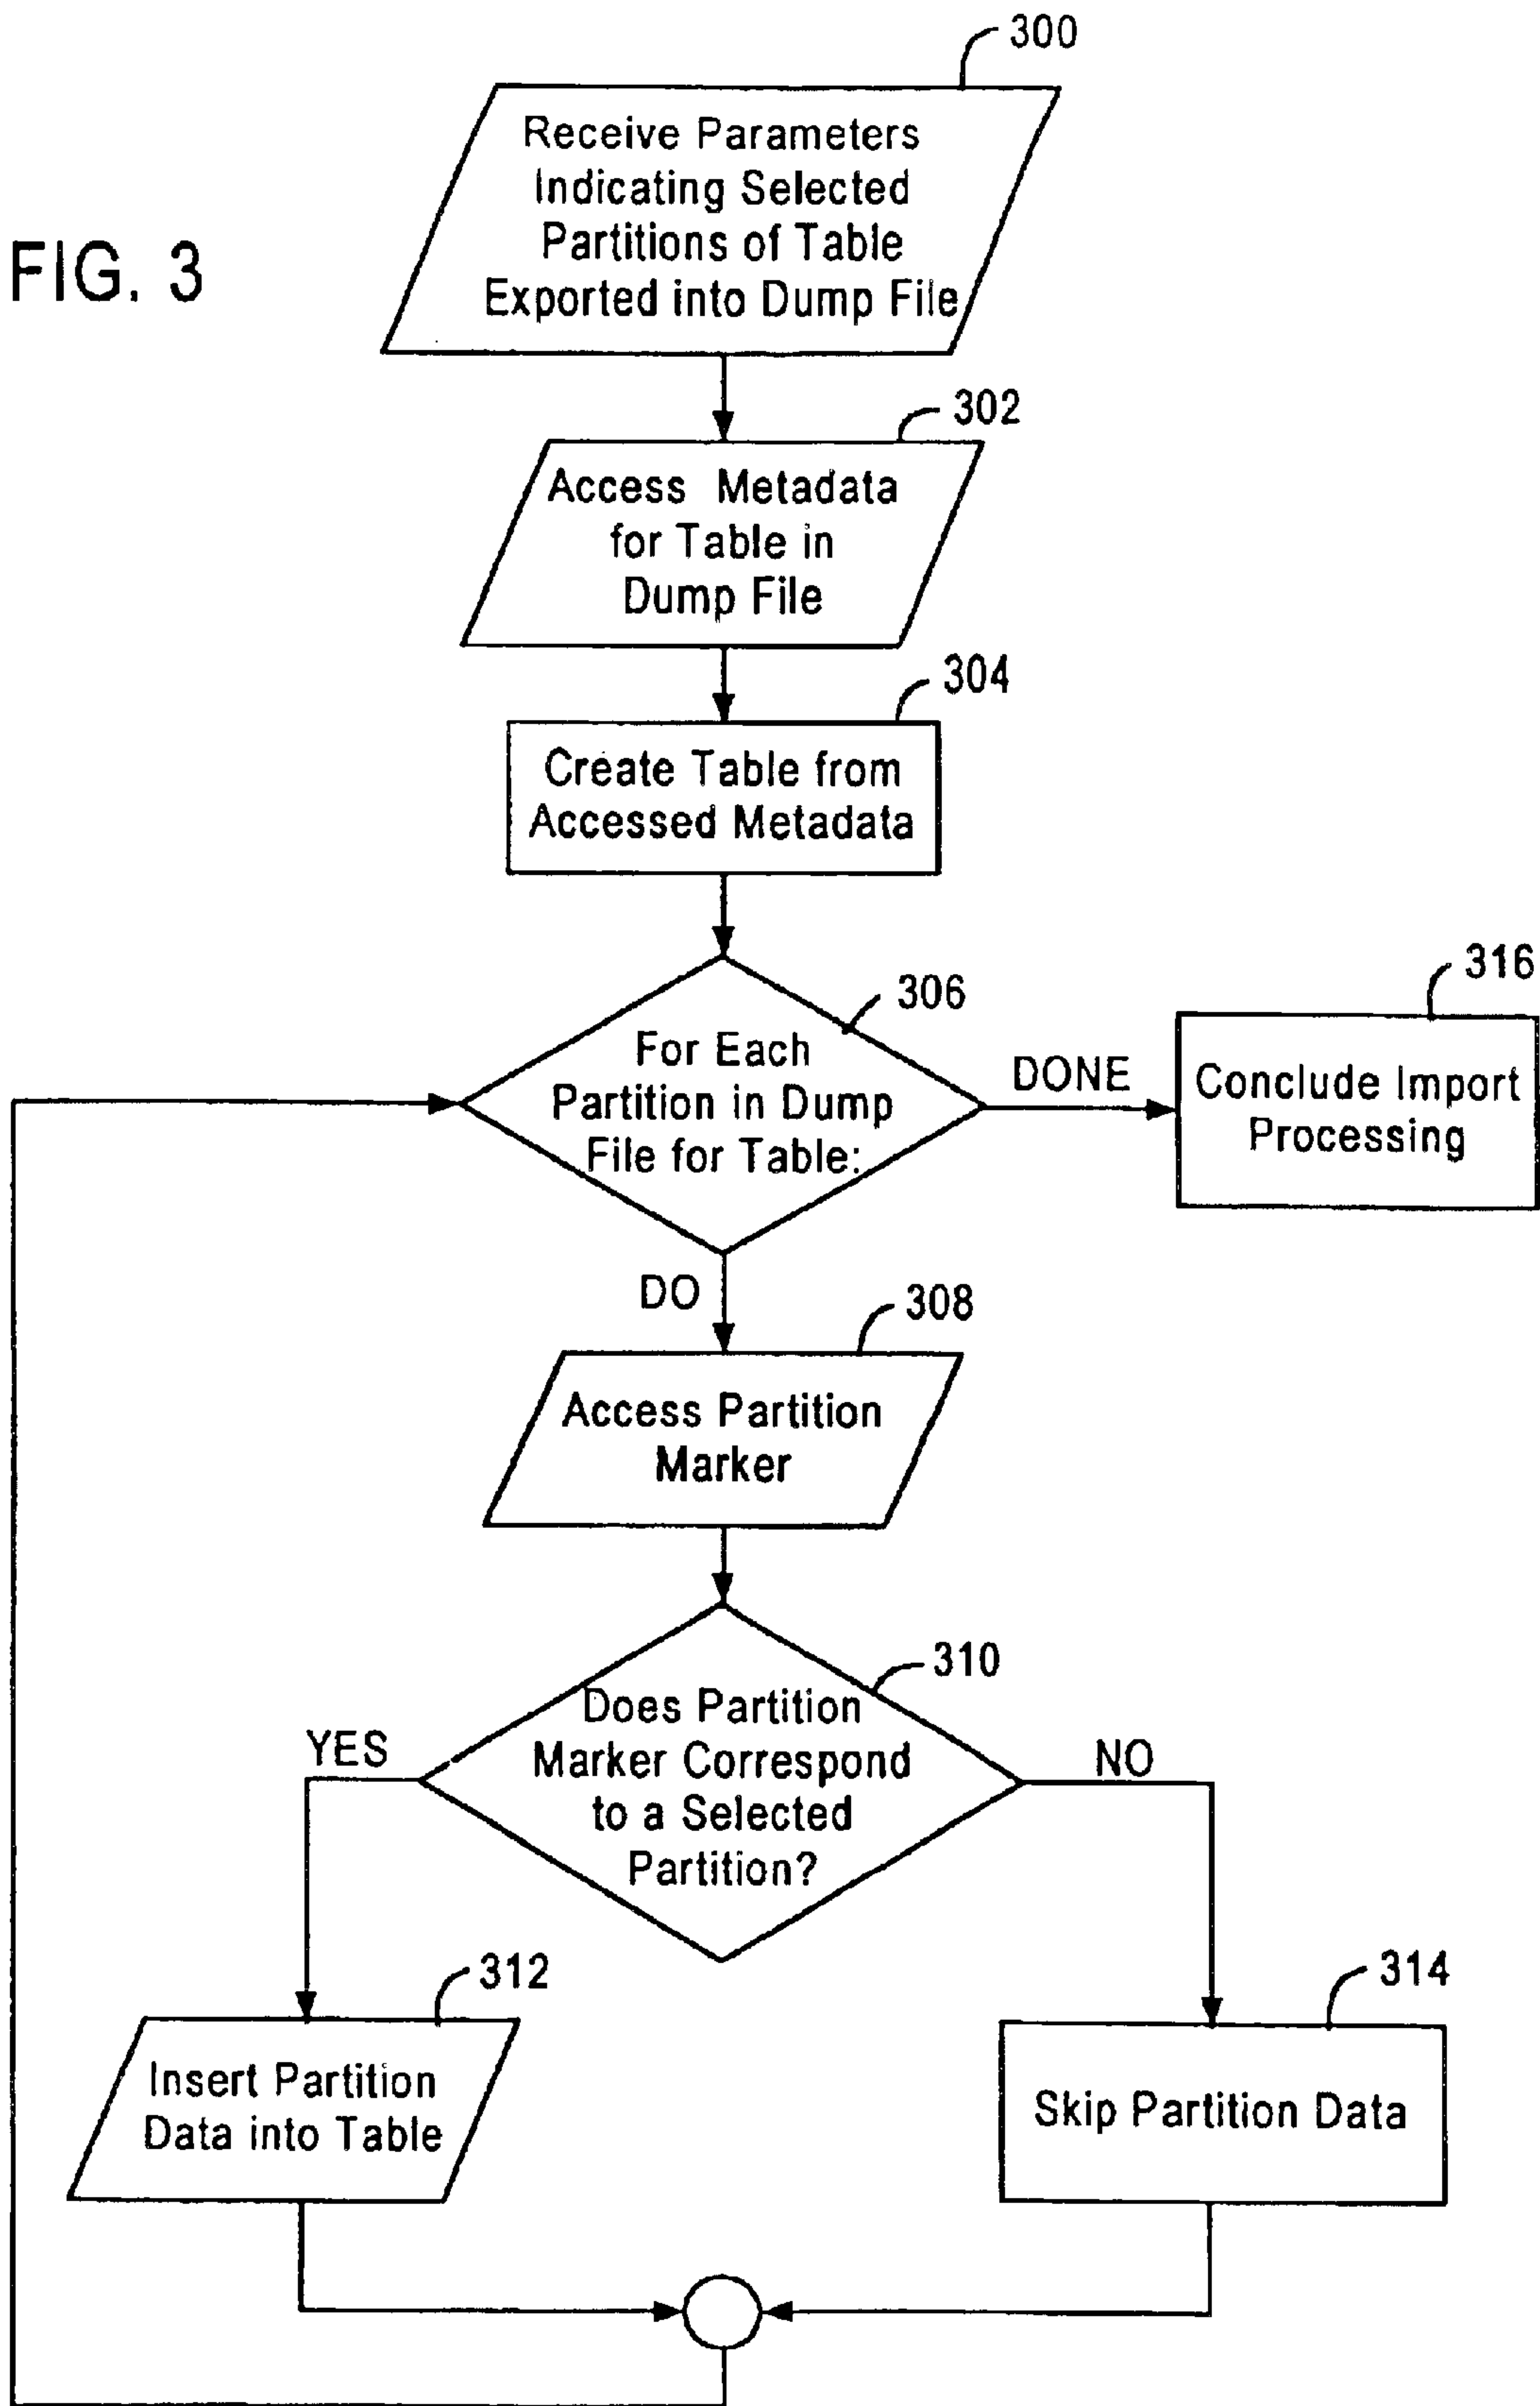 300
Receive Parameters
Indicating Selected
Partitions of Table
Exported into Dump File
FIG. 3
302
Access Metadata
for Table in
Dump File
304
Create Table from
Accessed Metadata
306
For Each
Partition in Dump
File for Table:
DONE
316
Conclude Import
Processing
DO
308
Access Partition
Marker
310
Does Partition
Marker Correspond
to a Selected
Partition?
YES
NO
312
Insert Partition
Data into Table
314
Skip Partition Data